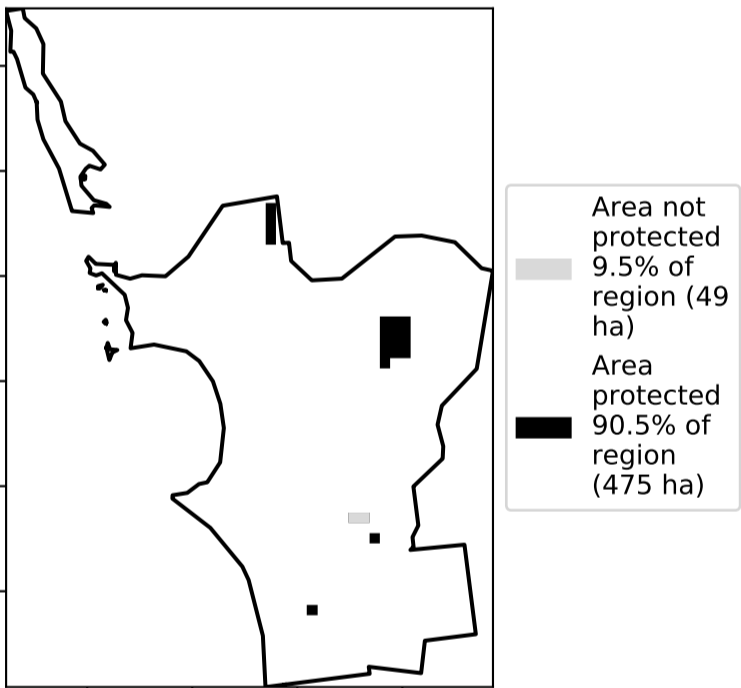 Area not
protected
9.5% of
region (49
ha)
Area
protected
90.5% of
region
(475 ha)